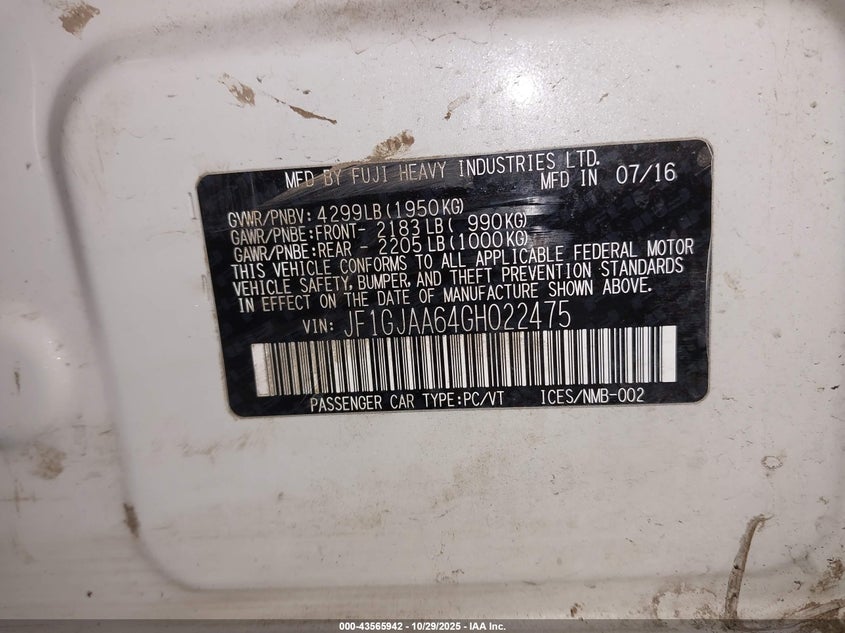 MFD BY FUJI HEAVY INDUSTRIES LTD.
MFD IN 07/16
GVWR/PNBV: 4299LB(1950KG)
GAWR/PNBE:FRONT- 2183LB( 990KG)
GAWR/PNBE:REAR - 2205LB(1000KG)
THIS VEHICLE CONFORMS TO ALL APPLICABLE FEDERAL MOTOR
VEHICLE SAFETY, BUMPER, AND THEFT PREVENTION STANDARDS
IN EFFECT ON THE DATE OF MANUFACTURE SHOWN ABOVE.
VIN: JF1GJAA64GH022475
PASSENGER CAR TYPE:PC/VT ICES/NMB-002
000-43565942 - 10/29/2025 - IAA Inc.